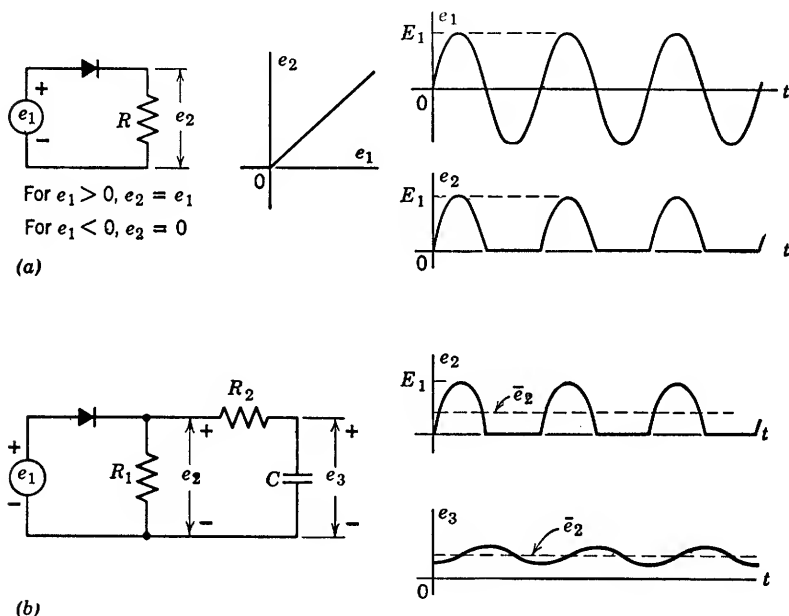 +
e₁
−
R
e₂
For e₁ > 0, e₂ = e₁
For e₁ < 0, e₂ = 0
(a)
e₂
0
e₁
e₁
E₁
0
t
e₂
E₁
0
t
+
e₁
−
R₁
+
e₂
−
R₂
C
+
e₃
−
(b)
e₂
E₁
ē₂
t
e₃
ē₂
0
t